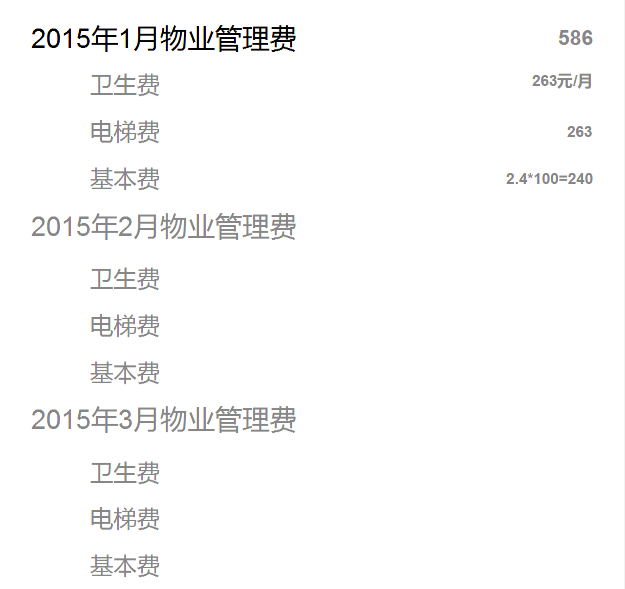 2015年1月物业管理费 586
卫生费 263元/月
电梯费 263
基本费 2.4*100=240
2015年2月物业管理费
卫生费
电梯费
基本费
2015年3月物业管理费
卫生费
电梯费
基本费